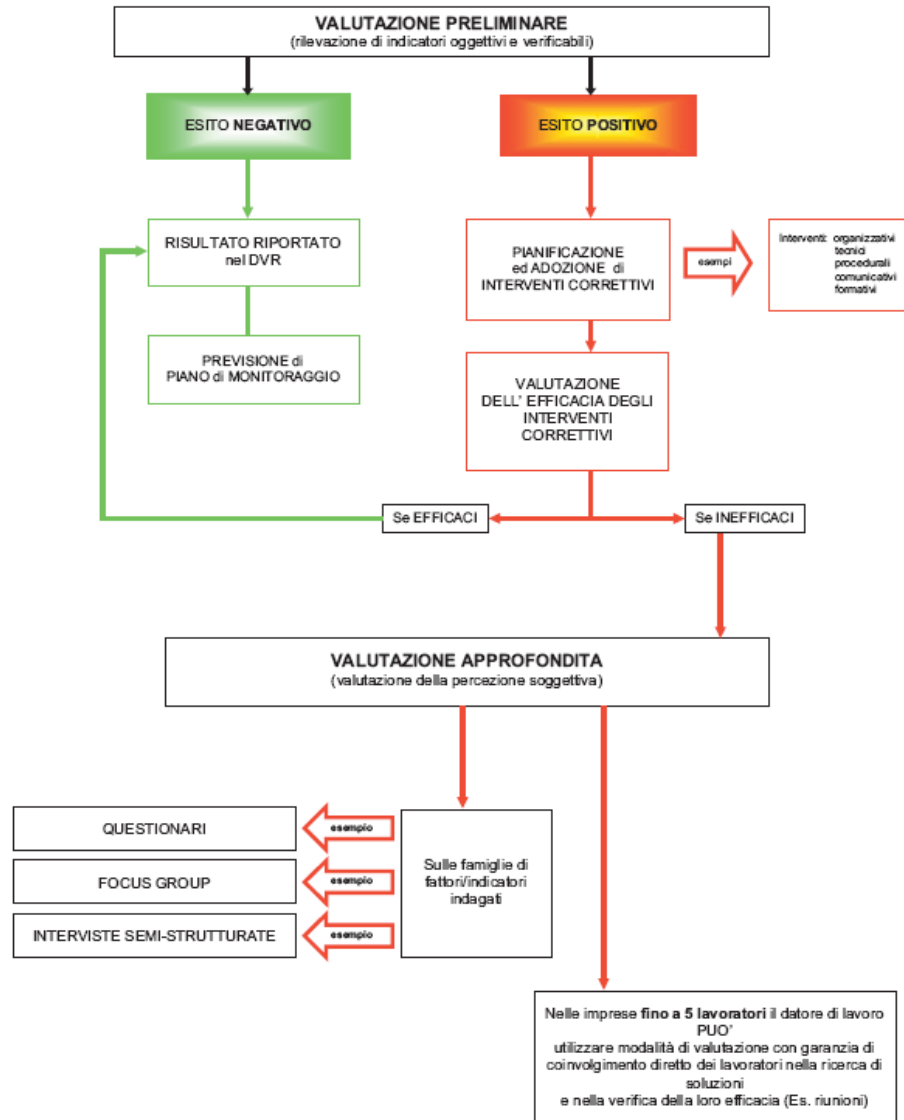 VALUTAZIONE PRELIMINARE
(rilevazione di indicatori oggettivi e verificabili)
ESITO NEGATIVO
ESITO POSITIVO
RISULTATO RIPORTATO
nel DVR
PIANIFICAZIONE
ed ADOZIONE di
INTERVENTI CORRETTIVI
esempi
Interventi: organizzativi
tecnici
procedurali
comunicativi
formativi
PREVISIONE di
PIANO di MONITORAGGIO
VALUTAZIONE
DELL' EFFICACIA DEGLI
INTERVENTI
CORRETTIVI
Se EFFICACI
Se INEFFICACI
VALUTAZIONE APPROFONDITA
(valutazione della percezione soggettiva)
QUESTIONARI
esempio
FOCUS GROUP
esempio
INTERVISTE SEMI-STRUTTURATE
esempio
Sulle famiglie di
fattori/indicatori
indagati
Nelle imprese fino a 5 lavoratori il datore di lavoro
PUO'
utilizzare modalità di valutazione con garanzia di
coinvolgimento diretto dei lavoratori nella ricerca di
soluzioni
e nella verifica della loro efficacia (Es. riunioni)